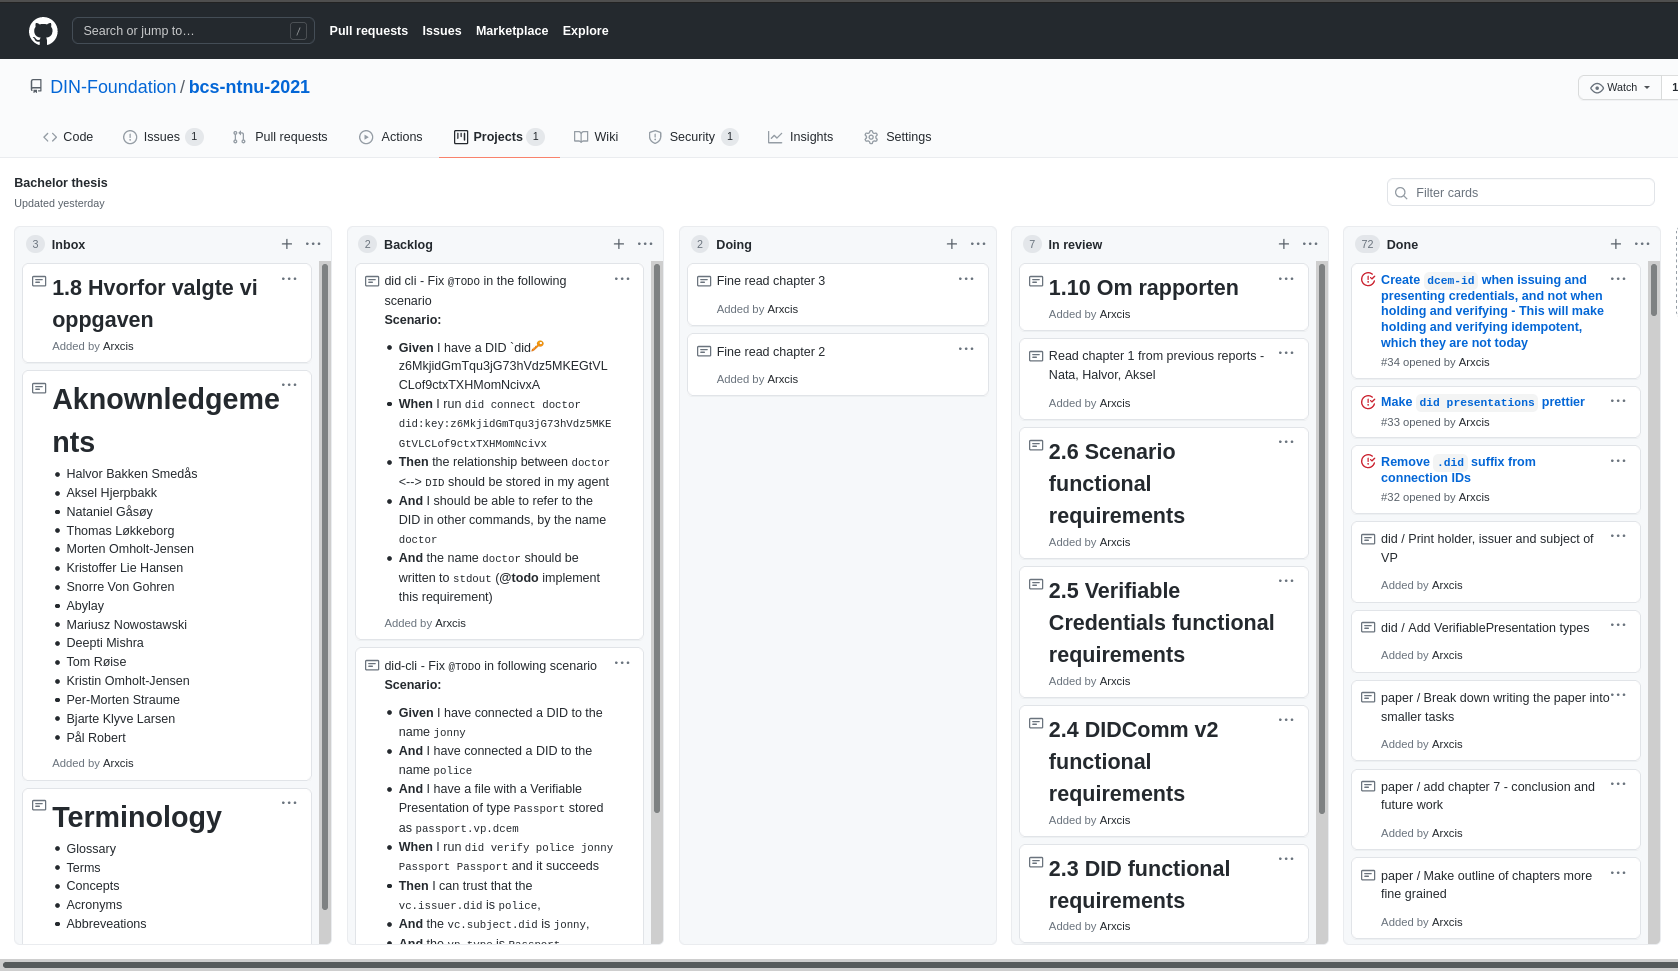 Search or jump to…
/
Pull requests
Issues
Marketplace
Explore
DIN-Foundation / bcs-ntnu-2021
Watch
1
Code
Issues 1
Pull requests
Actions
Projects 1
Wiki
Security 1
Insights
Settings
Bachelor thesis
Updated yesterday
Filter cards
3 Inbox
1.8 Hvorfor valgte vi
oppgaven
Added by Arxcis
Aknownledgeme
nts
Halvor Bakken Smedås
Aksel Hjerpbakk
Nataniel Gåsøy
Thomas Løkkeborg
Morten Omholt-Jensen
Kristoffer Lie Hansen
Snorre Von Gohren
Abylay
Mariusz Nowostawski
Deepti Mishra
Tom Røise
Kristin Omholt-Jensen
Per-Morten Straume
Bjarte Klyve Larsen
Pål Robert
Added by Arxcis
Terminology
Glossary
Terms
Concepts
Acronyms
Abbreveations
2 Backlog
did cli - Fix @TODO in the following
scenario
Scenario:
Given I have a DID `did🔑
z6MkjidGmTqu3jG73hVdz5MKEGtVL
CLof9ctxTXHMomNcivxA
When I run did connect doctor
did:key:z6MkjidGmTqu3jG73hVdz5MKE
GtVLCLof9ctxTXHMomNcivx
Then the relationship between doctor
<--> DID should be stored in my agent
And I should be able to refer to the
DID in other commands, by the name
doctor
And the name doctor should be
written to stdout (@todo implement
this requirement)
Added by Arxcis
did-cli - Fix @TODO in following scenario
Scenario:
Given I have connected a DID to the
name jonny
And I have connected a DID to the
name police
And I have a file with a Verifiable
Presentation of type Passport stored
as passport.vp.dcem
When I run did verify police jonny
Passport Passport and it succeeds
Then I can trust that the
vc.issuer.did is police,
And the vc.subject.did is jonny,
And the vp.type is Passport
2 Doing
Fine read chapter 3
Added by Arxcis
Fine read chapter 2
Added by Arxcis
7 In review
1.10 Om rapporten
Added by Arxcis
Read chapter 1 from previous reports -
Nata, Halvor, Aksel
Added by Arxcis
2.6 Scenario
functional
requirements
Added by Arxcis
2.5 Verifiable
Credentials functional
requirements
Added by Arxcis
2.4 DIDComm v2
functional
requirements
Added by Arxcis
2.3 DID functional
requirements
Added by Arxcis
72 Done
Create dcem-id when issuing and
presenting credentials, and not when
holding and verifying - This will make
holding and verifying idempotent,
which they are not today
#34 opened by Arxcis
Make did presentations prettier
#33 opened by Arxcis
Remove .did suffix from
connection IDs
#32 opened by Arxcis
did / Print holder, issuer and subject of
VP
Added by Arxcis
did / Add VerifiablePresentation types
Added by Arxcis
paper / Break down writing the paper into
smaller tasks
Added by Arxcis
paper / add chapter 7 - conclusion and
future work
Added by Arxcis
paper / Make outline of chapters more
fine grained
Added by Arxcis